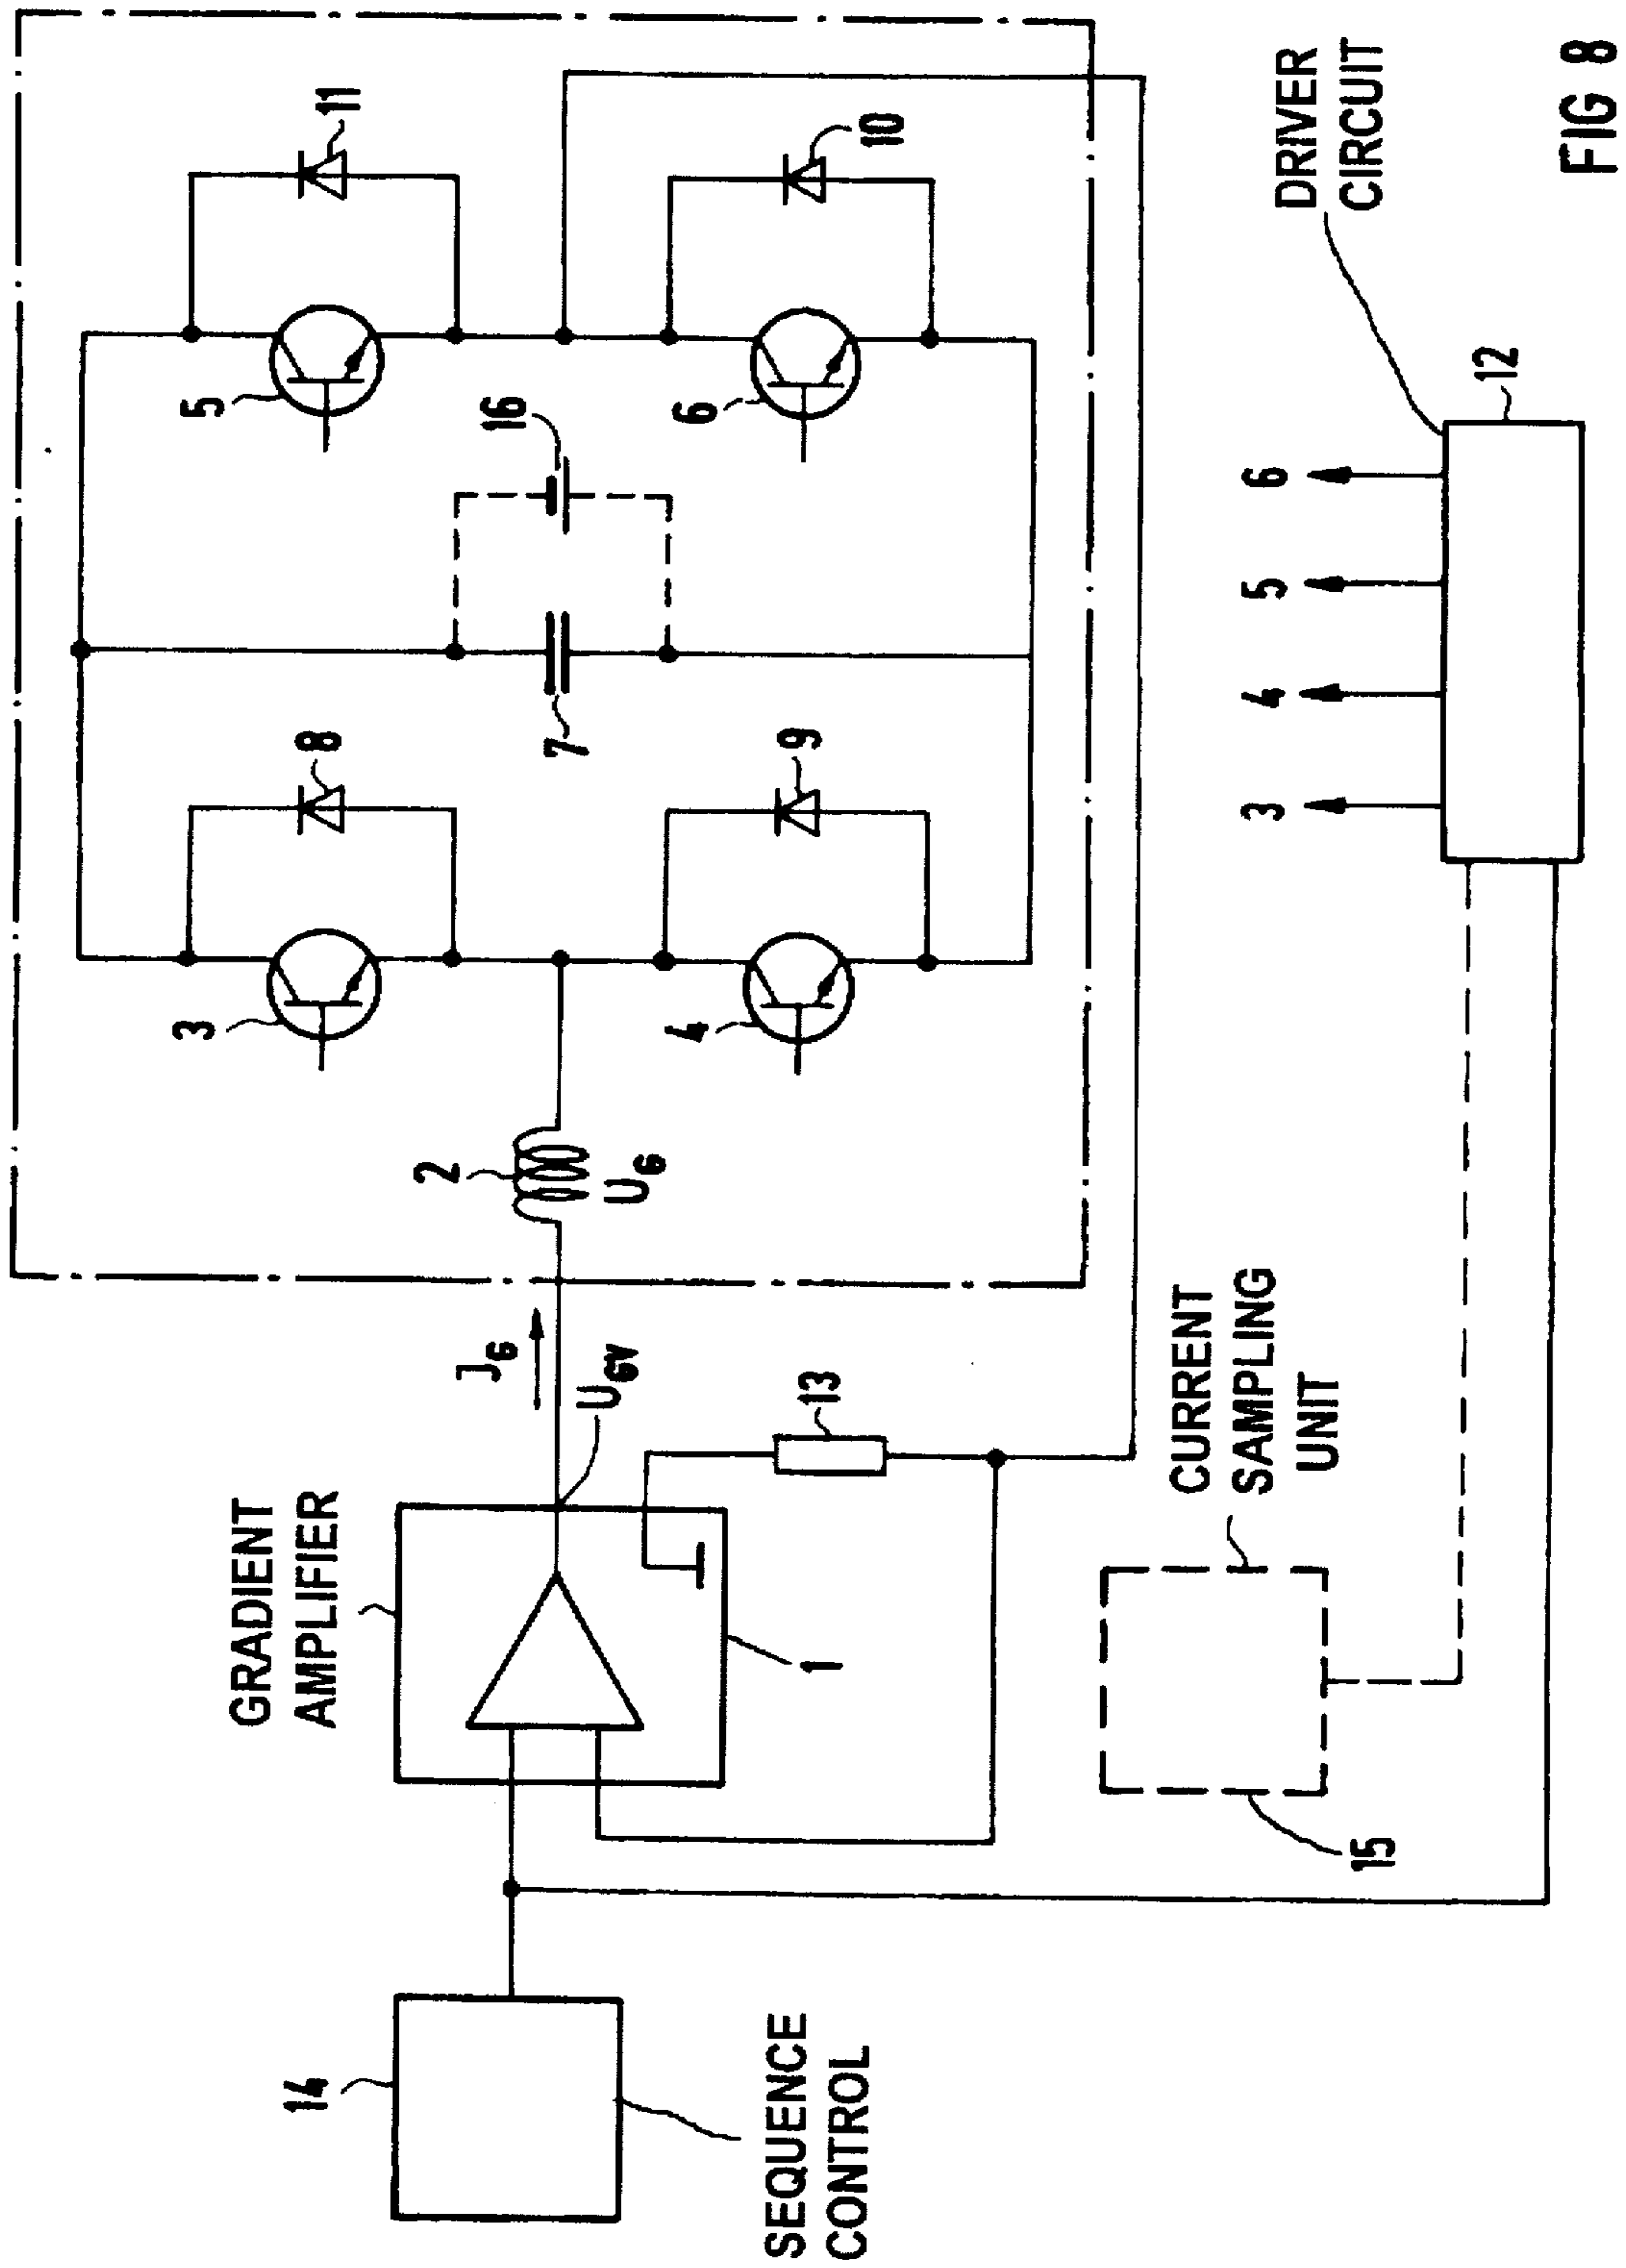 14
SEQUENCE
CONTROL
GRADIENT
AMPLIFIER
1
U_GV
J_G
13
15
CURRENT
SAMPLING
UNIT
2
U_G
3
8
4
9
7
16
5
11
6
10
3
4
5
6
12
DRIVER
CIRCUIT
FIG 8